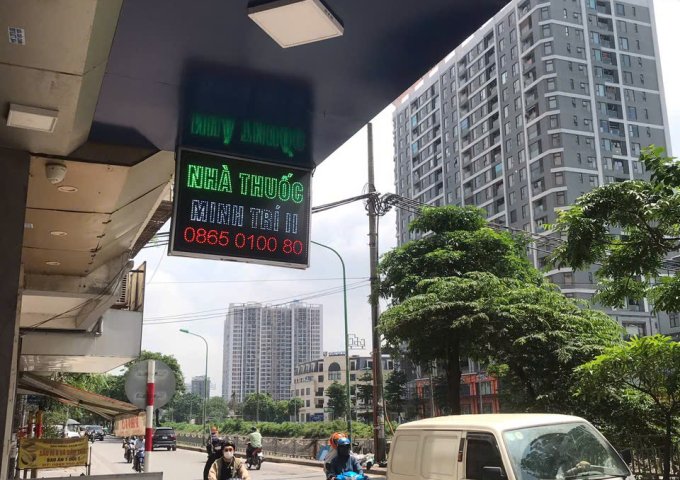 NHÀ THUỐC
MINH TRÍ II
0865 0100 80